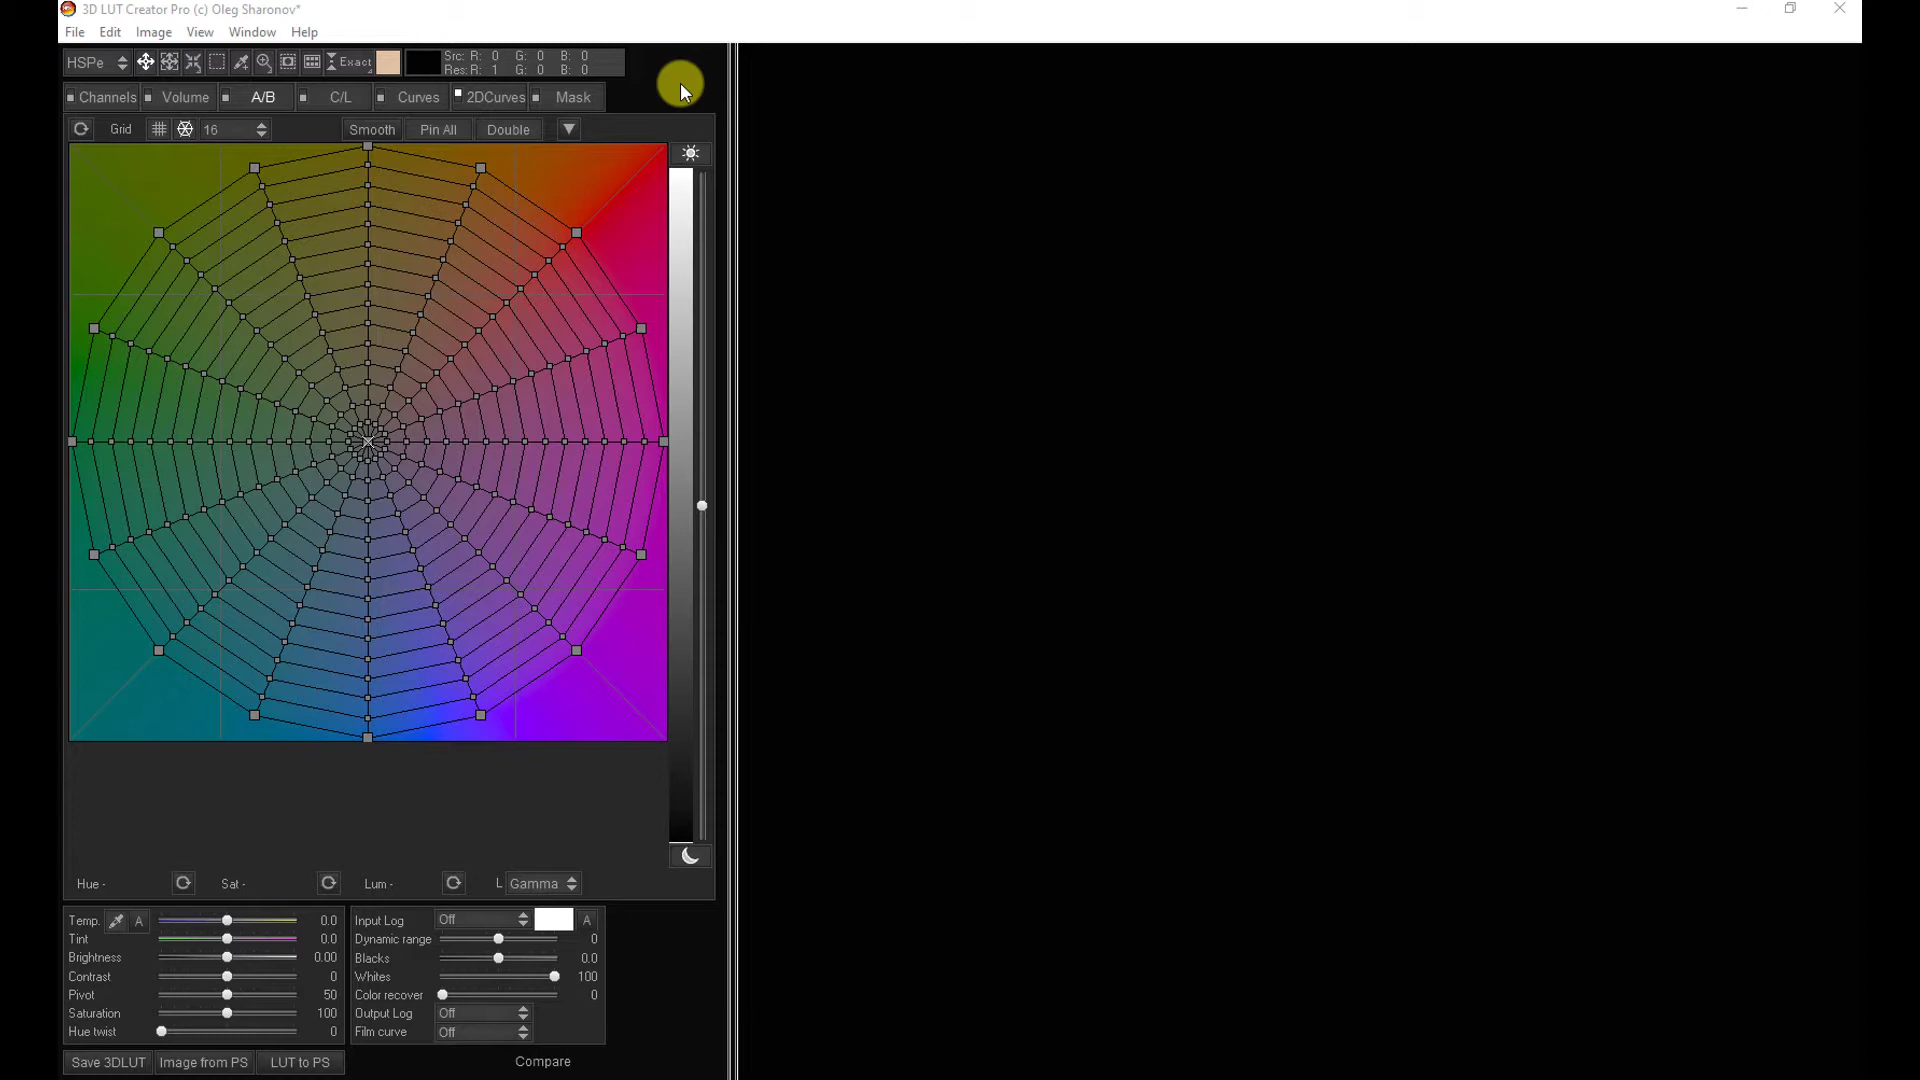 3D LUT Creator Pro (c) Oleg Sharonov*
File Edit Image View Window Help
HSPe Exact Src: R: 0 G: 0 B: 0
Res: R: 1 G: 0 B: 0
Channels Volume A/B C/L Curves 2DCurves Mask
Grid 16 Smooth Pin All Double
Hue - Sat - Lum - L Gamma
Temp. A 0.0
Tint 0.0
Brightness 0.00
Contrast 0
Pivot 50
Saturation 100
Hue twist 0
Input Log Off A
Dynamic range 0
Blacks 0.0
Whites 100
Color recover 0
Output Log Off
Film curve Off
Save 3DLUT Image from PS LUT to PS Compare